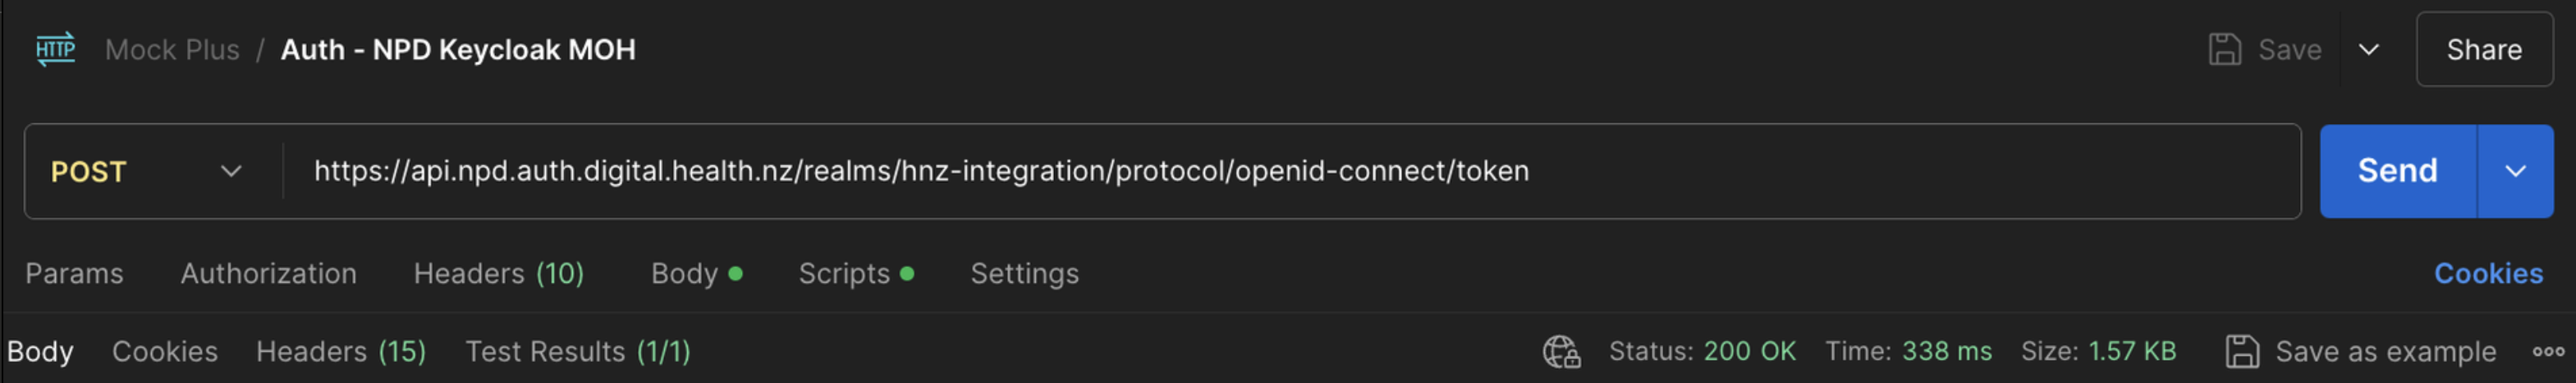 HTTP Mock Plus / Auth - NPD Keycloak MOH Save Share
POST https://api.npd.auth.digital.health.nz/realms/hnz-integration/protocol/openid-connect/token Send
Params Authorization Headers (10) Body Scripts Settings Cookies
Body Cookies Headers (15) Test Results (1/1) Status: 200 OK Time: 338 ms Size: 1.57 KB Save as example